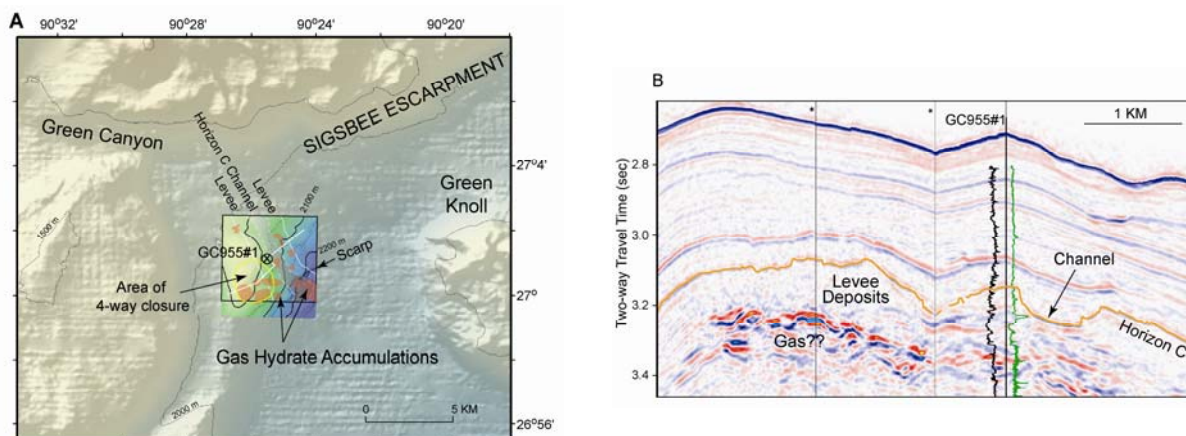 A
90°32'
90°28'
90°24'
90°20'
Green Canyon
SIGSBEE ESCARPMENT
Horizon C Channel
Levee
Levee
2100 m
27°4'
Green
Knoll
1500 m
GC955#1
2200 m
Scarp
Area of
4-way closure
27°
Gas Hydrate Accumulations
2000 m
0 5 KM
26°56'
B
* *
GC955#1
1 KM
Two-way Travel Time (sec)
2.8
3.0
3.2
3.4
Channel
Levee
Deposits
Gas??
Horizon C